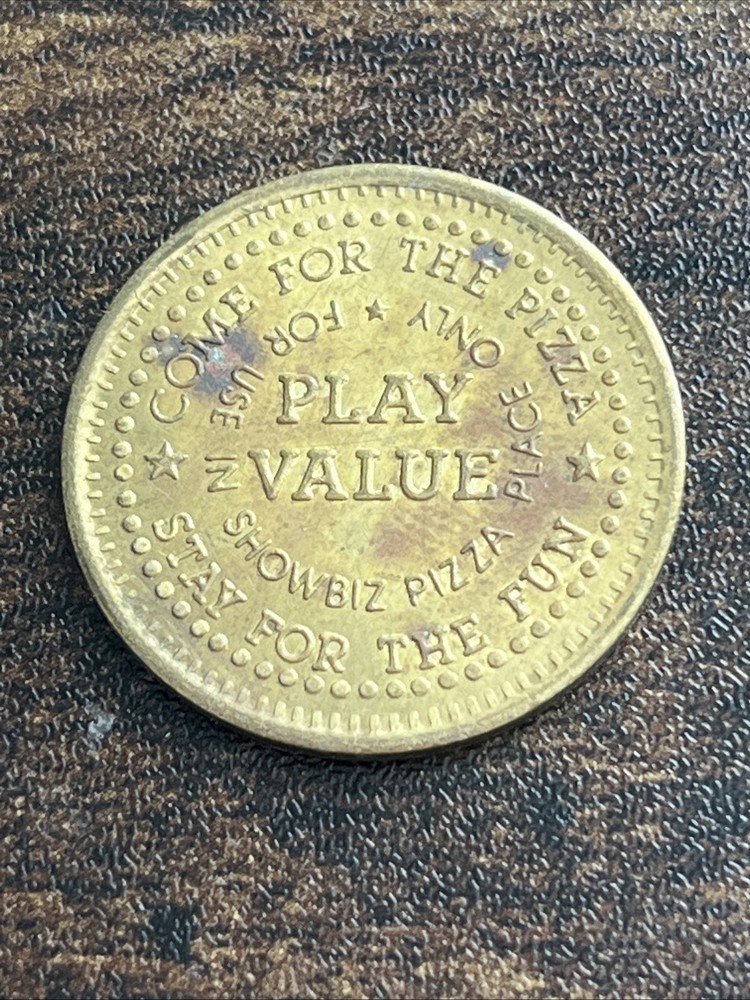 COME FOR THE PIZZA
★ ★
STAY FOR THE FUN
PLAY
VALUE
★ FOR USE IN SHOWBIZ PIZZA PLACE ONLY